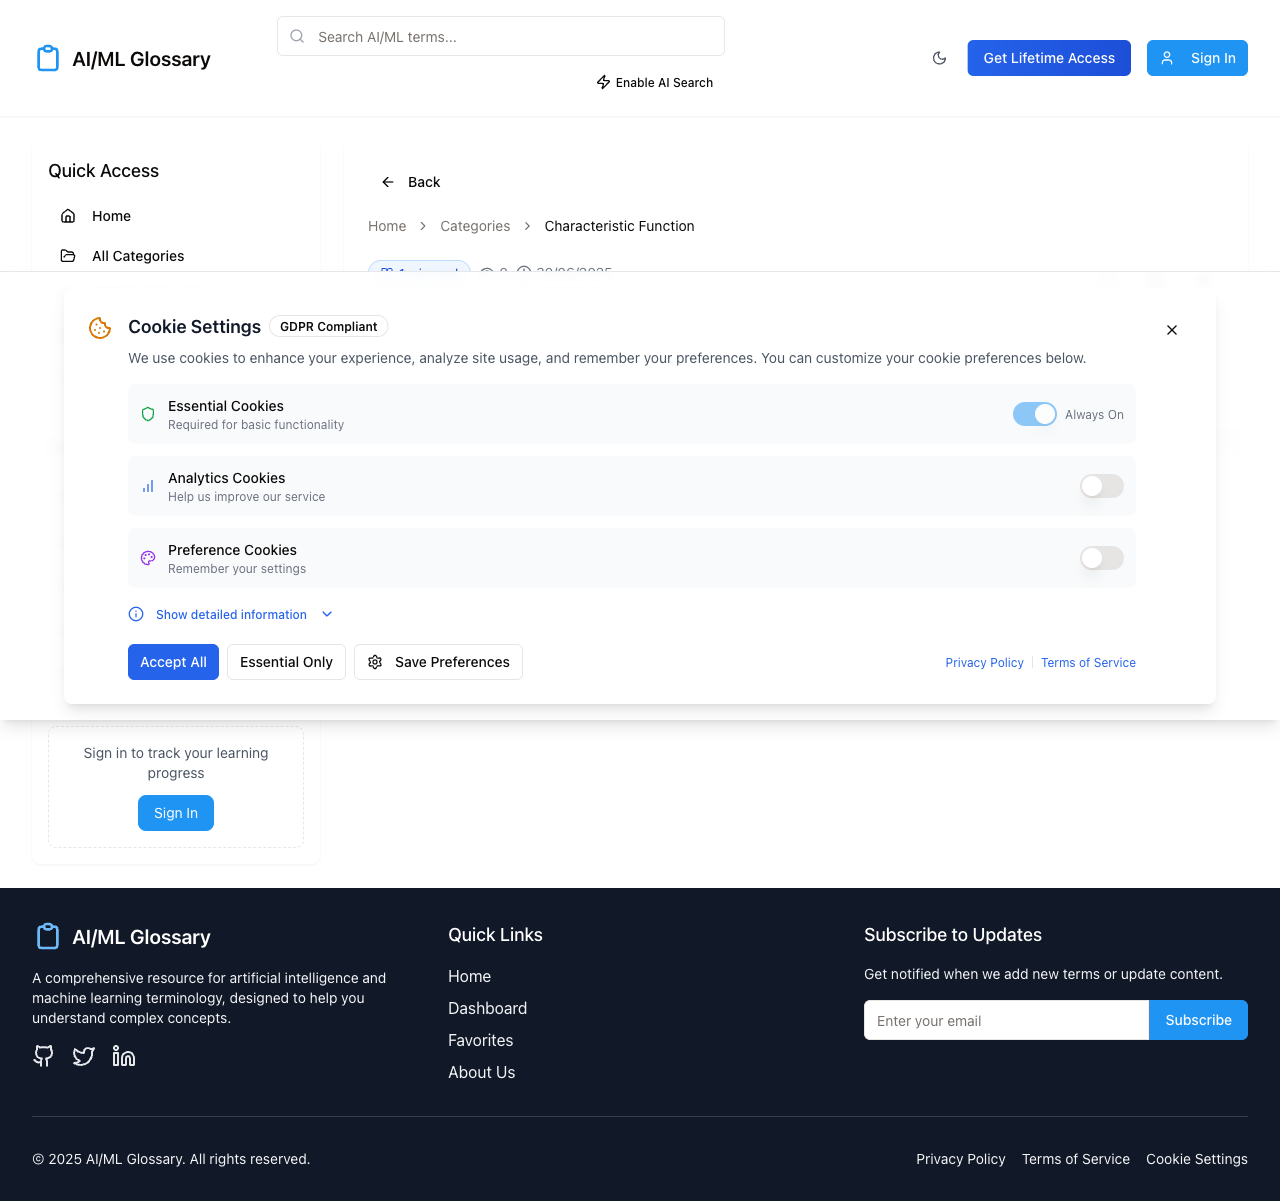 AI/ML Glossary
Search AI/ML terms...
Enable AI Search
Get Lifetime Access
Sign In
Quick Access
Home
All Categories
Back
Home > Categories > Characteristic Function
Cookie Settings
GDPR Compliant
We use cookies to enhance your experience, analyze site usage, and remember your preferences. You can customize your cookie preferences below.
Essential Cookies
Required for basic functionality
Always On
Analytics Cookies
Help us improve our service
Preference Cookies
Remember your settings
Show detailed information
Accept All
Essential Only
Save Preferences
Privacy Policy
Terms of Service
Sign in to track your learning
progress
Sign In
AI/ML Glossary
A comprehensive resource for artificial intelligence and
machine learning terminology, designed to help you
understand complex concepts.
Quick Links
Home
Dashboard
Favorites
About Us
Subscribe to Updates
Get notified when we add new terms or update content.
Enter your email
Subscribe
© 2025 AI/ML Glossary. All rights reserved.
Privacy Policy
Terms of Service
Cookie Settings